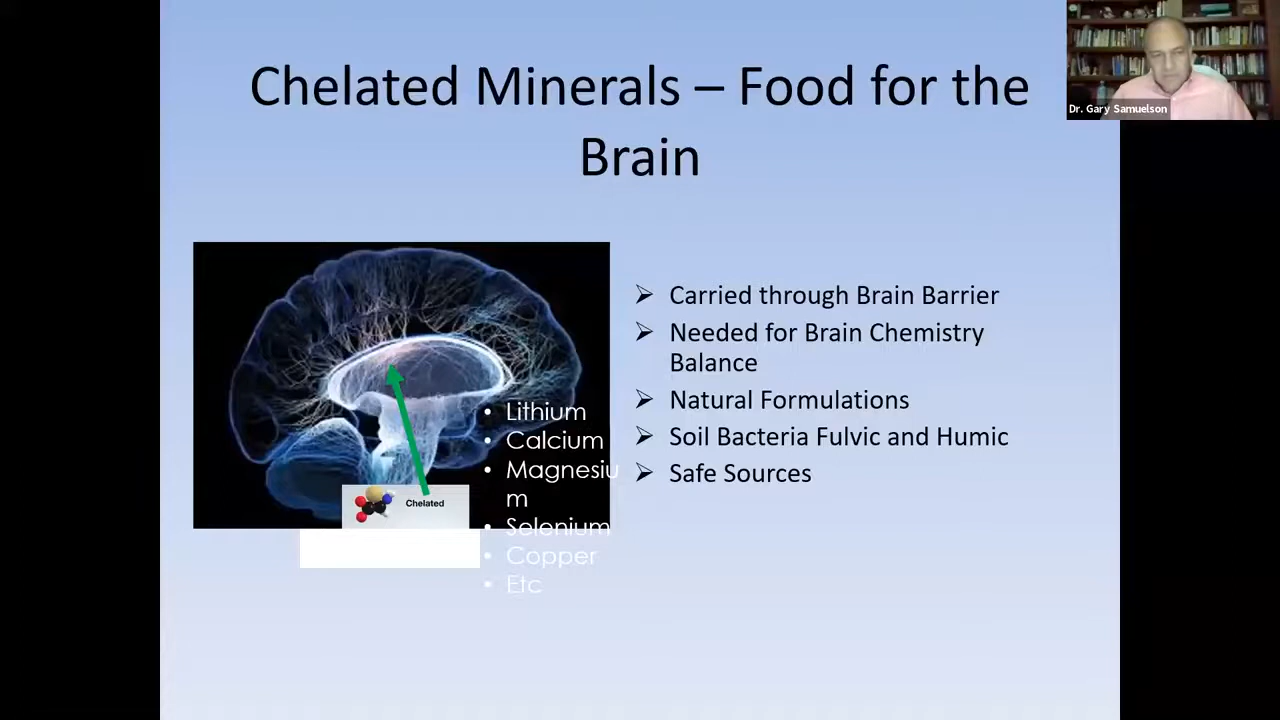 Chelated Minerals – Food for the
Brain
Dr. Gary Samuelson
Carried through Brain Barrier
Needed for Brain Chemistry
Balance
Natural Formulations
Soil Bacteria Fulvic and Humic
Safe Sources
• Lithium
• Calcium
• Magnesiu
m
• Selenium
• Copper
• Etc
Chelated